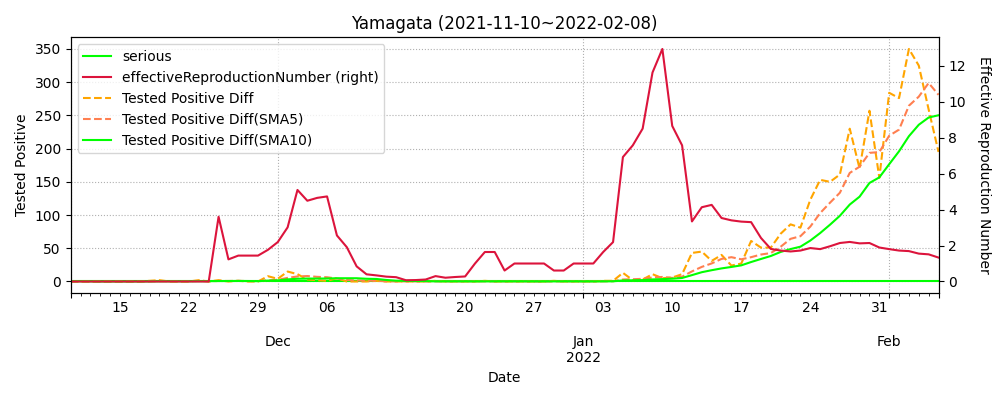 Yamagata (2021-11-10~2022-02-08)
serious
effectiveReproductionNumber (right)
Tested Positive Diff
Tested Positive Diff(SMA5)
Tested Positive Diff(SMA10)
Tested Positive
350
300
250
200
150
100
50
0
Effective Reproduction Number
12
10
8
6
4
2
0
15 22 29 06 13 20 27 03 10 17 24 31
Dec Jan Feb
2022
Date